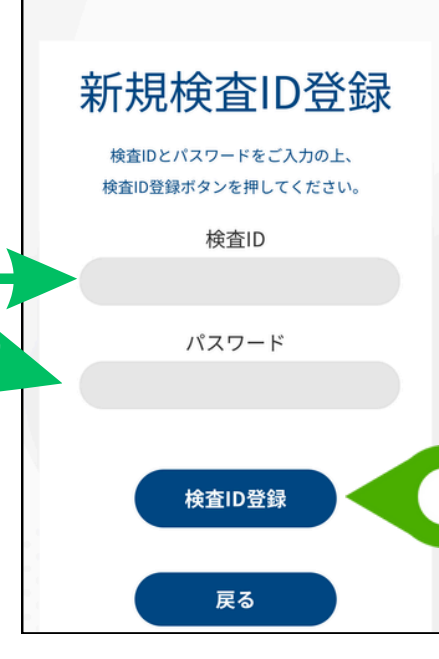 新規検査ID登録
検査IDとパスワードをご入力の上、
検査ID登録ボタンを押してください。
検査ID
パスワード
検査ID登録
戻る